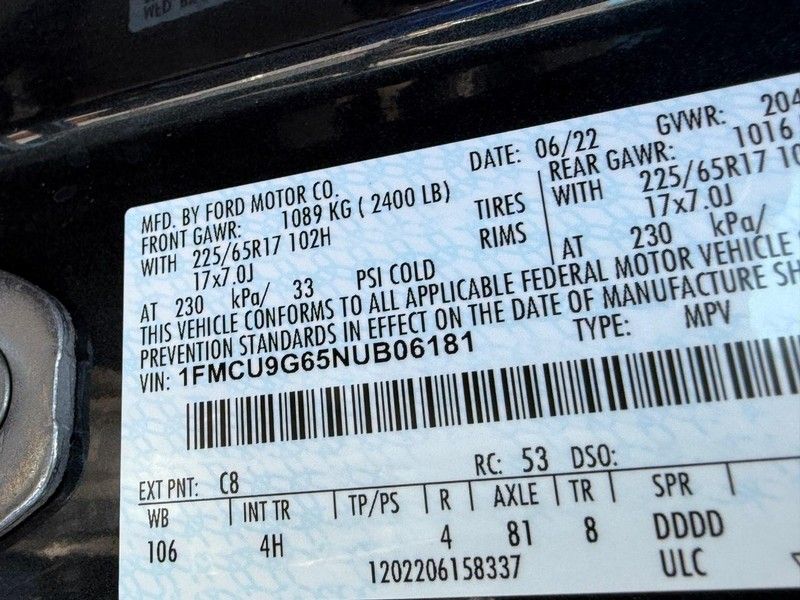 MFD. BY FORD MOTOR CO.
DATE: 06/22
GVWR: 204
FRONT GAWR: 1089 KG ( 2400 LB)
REAR GAWR: 1016
WITH 225/65R17 102H TIRES
WITH 225/65R17 10
17x7.0J RIMS
17x7.0J
AT 230 kPa/ 33 PSI COLD
AT 230 kPa/
THIS VEHICLE CONFORMS TO ALL APPLICABLE FEDERAL MOTOR VEHICLE
PREVENTION STANDARDS IN EFFECT ON THE DATE OF MANUFACTURE SH
VIN: 1FMCU9G65NUB06181
TYPE: MPV
EXT PNT: C8 RC: 53 DSO:
WB INT TR TP/PS R AXLE TR SPR
106 4H 4 81 8 DDDD
1202206158337 ULC